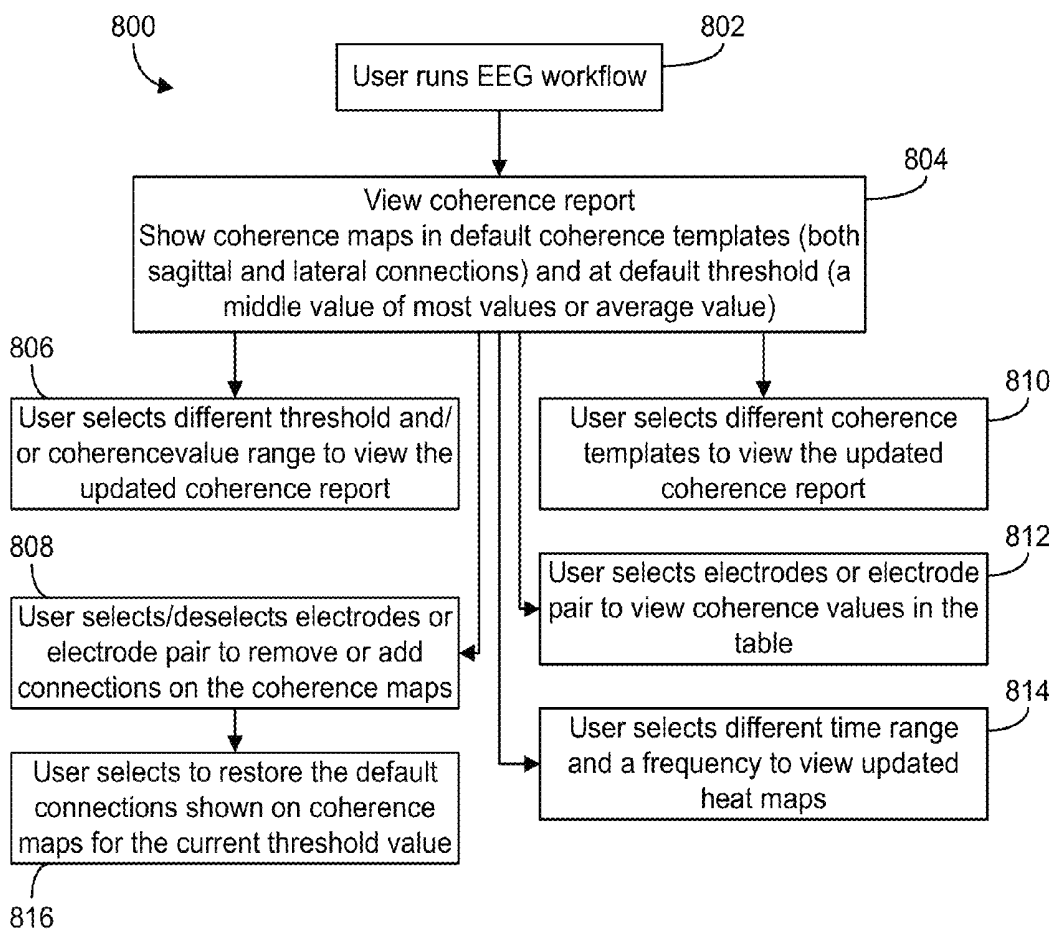 800
802
User runs EEG workflow
804
View coherence report
Show coherence maps in default coherence templates (both
sagittal and lateral connections) and at default threshold (a
middle value of most values or average value)
806
User selects different threshold and/
or coherencevalue range to view the
updated coherence report
810
User selects different coherence
templates to view the updated
coherence report
808
User selects/deselects electrodes or
electrode pair to remove or add
connections on the coherence maps
812
User selects electrodes or electrode
pair to view coherence values in the
table
814
User selects different time range
and a frequency to view updated
heat maps
User selects to restore the default
connections shown on coherence
maps for the current threshold value
816